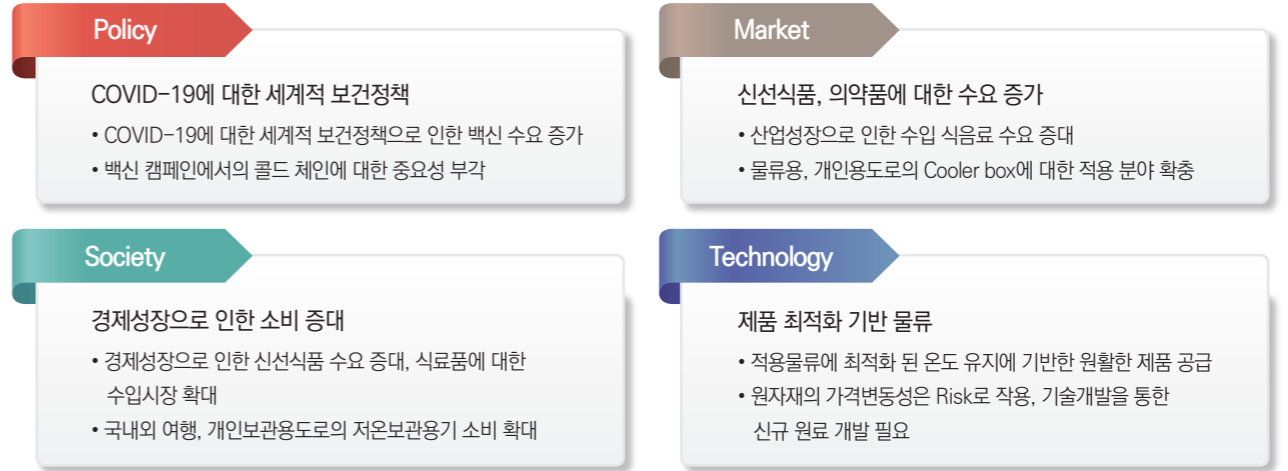 Policy
COVID-19에 대한 세계적 보건정책
• COVID-19에 대한 세계적 보건정책으로 인한 백신 수요 증가
• 백신 캠페인에서의 콜드 체인에 대한 중요성 부각
Market
신선식품, 의약품에 대한 수요 증가
• 산업성장으로 인한 수입 식음료 수요 증대
• 물류용, 개인용도로의 Cooler box에 대한 적용 분야 확충
Society
경제성장으로 인한 소비 증대
• 경제성장으로 인한 신선식품 수요 증대, 식료품에 대한
수입시장 확대
• 국내외 여행, 개인보관용도로의 저온보관용기 소비 확대
Technology
제품 최적화 기반 물류
• 적용물류에 최적화 된 온도 유지에 기반한 원활한 제품 공급
• 원자재의 가격변동성은 Risk로 작용, 기술개발을 통한
신규 원료 개발 필요